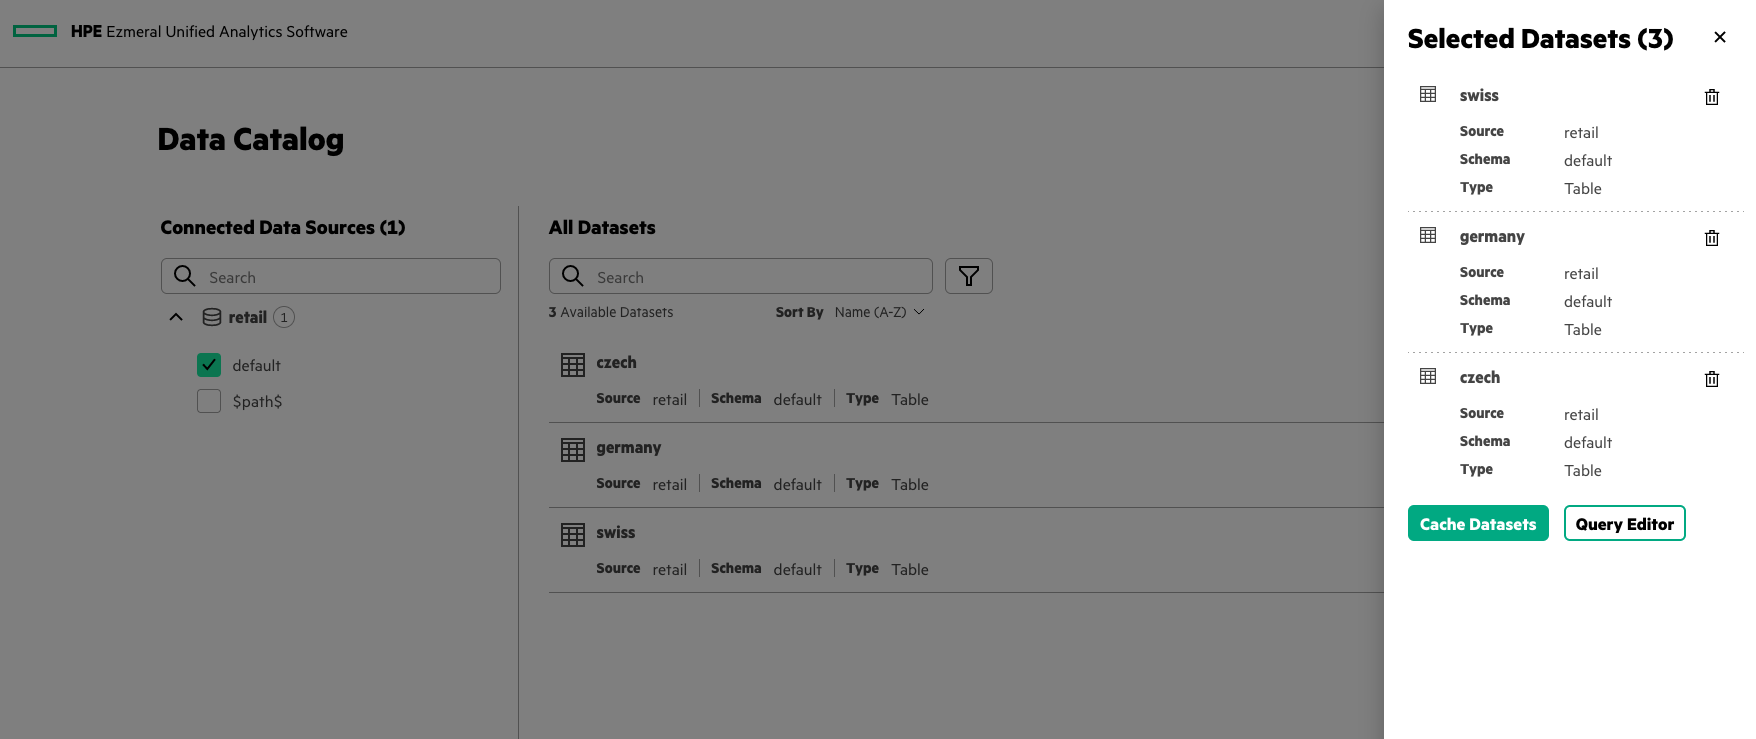 HPE Ezmeral Unified Analytics Software
Data Catalog
Connected Data Sources (1)
Search
retail 1
default
$path$
All Datasets
Search
3 Available Datasets Sort By Name (A-Z)
czech
Source retail Schema default Type Table
germany
Source retail Schema default Type Table
swiss
Source retail Schema default Type Table
Selected Datasets (3)
swiss
Source retail
Schema default
Type Table
germany
Source retail
Schema default
Type Table
czech
Source retail
Schema default
Type Table
Cache Datasets Query Editor